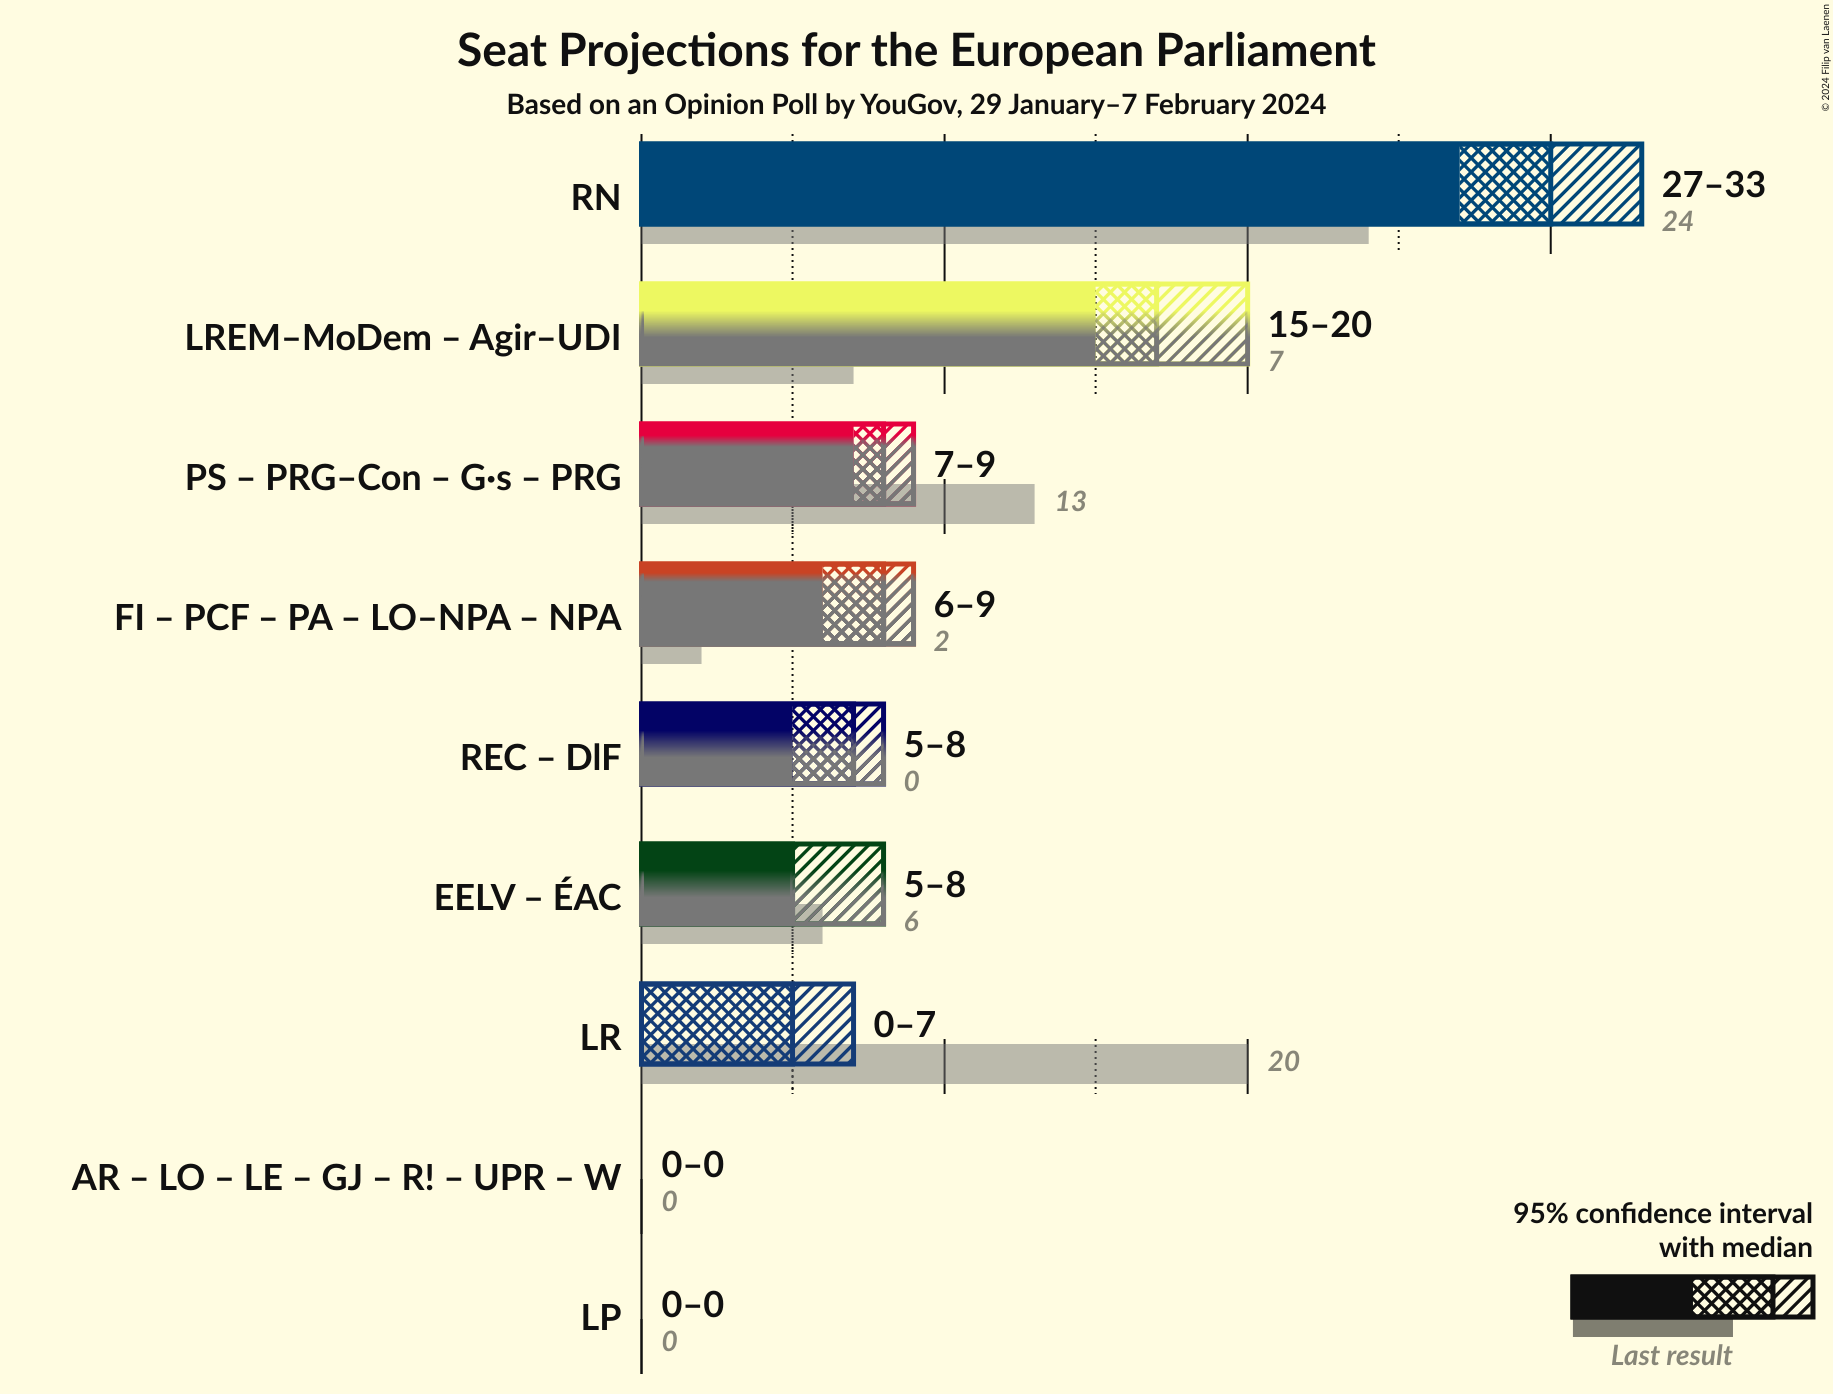 Seat Projections for the European Parliament
Based on an Opinion Poll by YouGov, 29 January–7 February 2024
© 2024 Filip van Laenen
RN
27–33
24
LREM–MoDem – Agir–UDI
15–20
7
PS – PRG–Con – G·s – PRG
7–9
13
FI – PCF – PA – LO–NPA – NPA
6–9
2
REC – DlF
5–8
0
EELV – ÉAC
5–8
6
LR
0–7
20
AR – LO – LE – GJ – R! – UPR – W
0–0
0
LP
0–0
0
95% confidence interval
with median
Last result